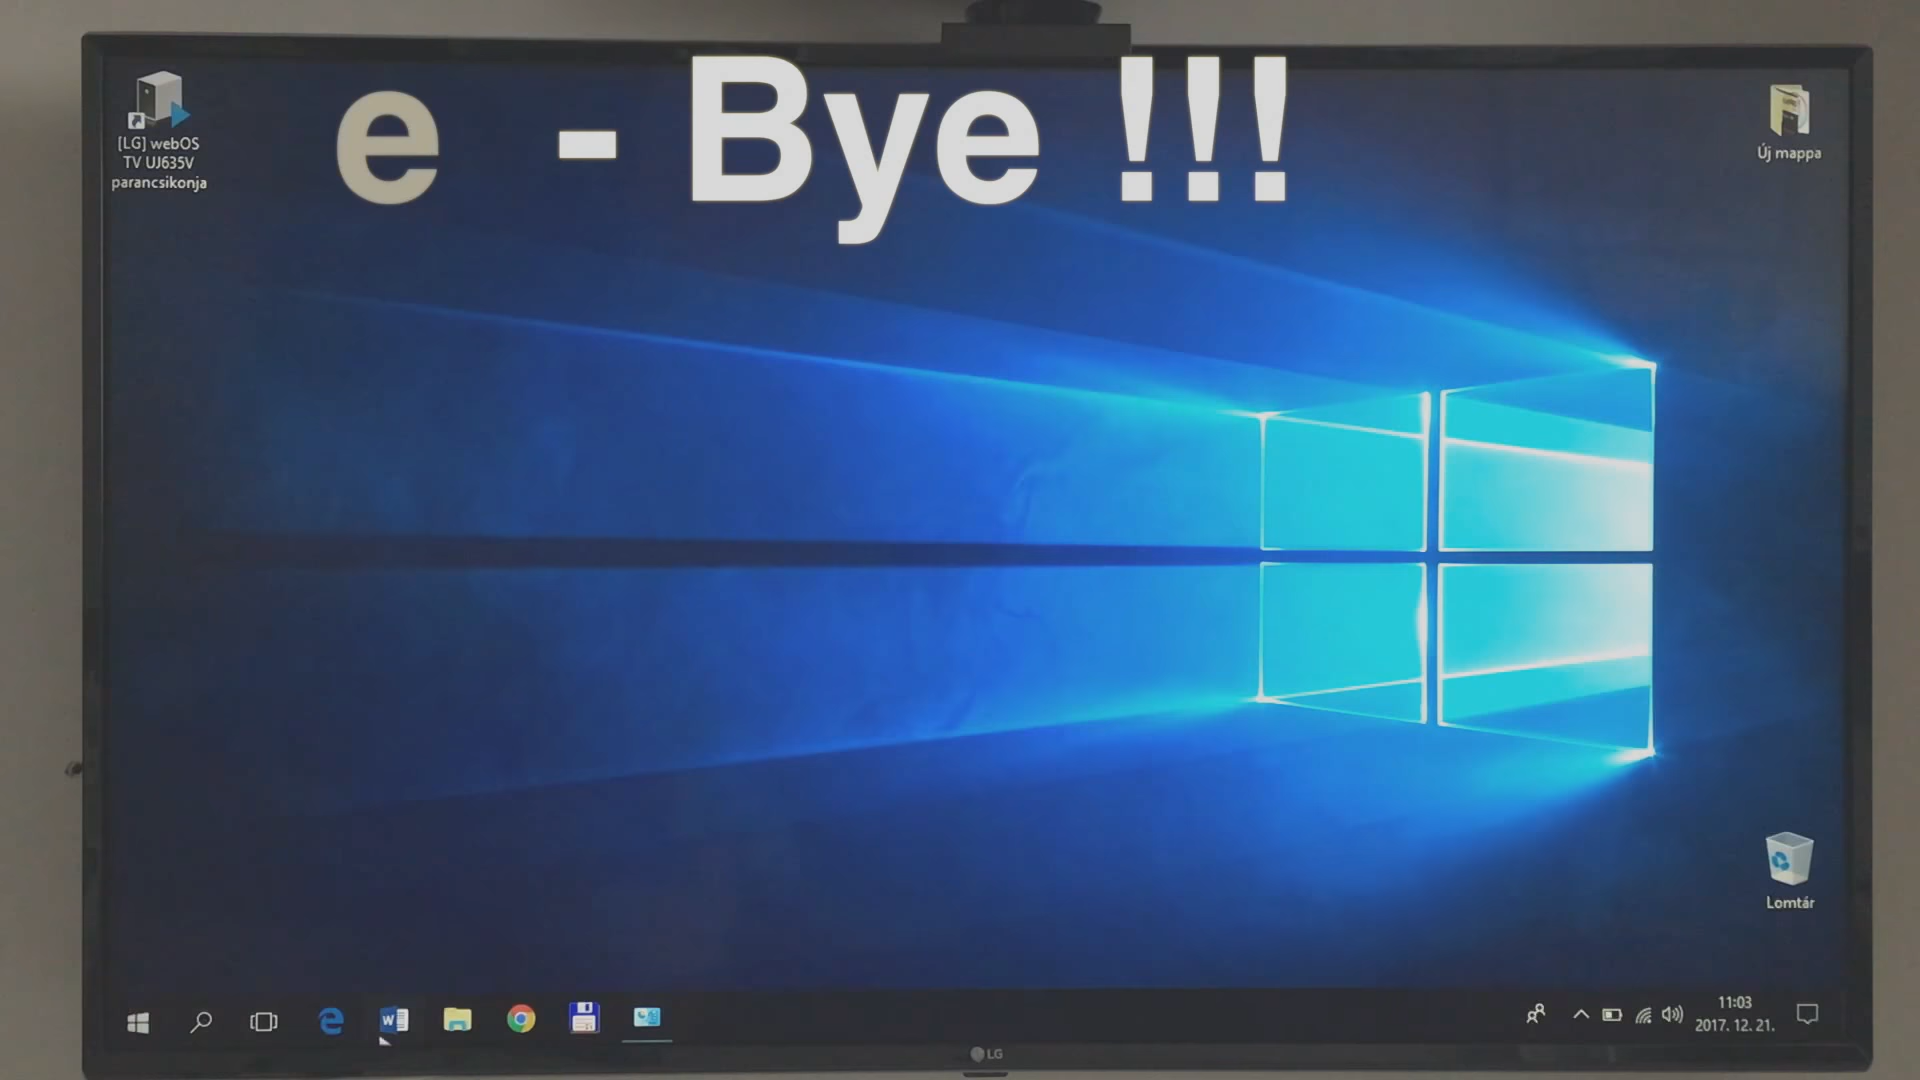 e - Bye !!!
[LG] webOS
TV UJ635V
parancsikonja
Új mappa
Lomtár
11:03
2017. 12. 21.
LG